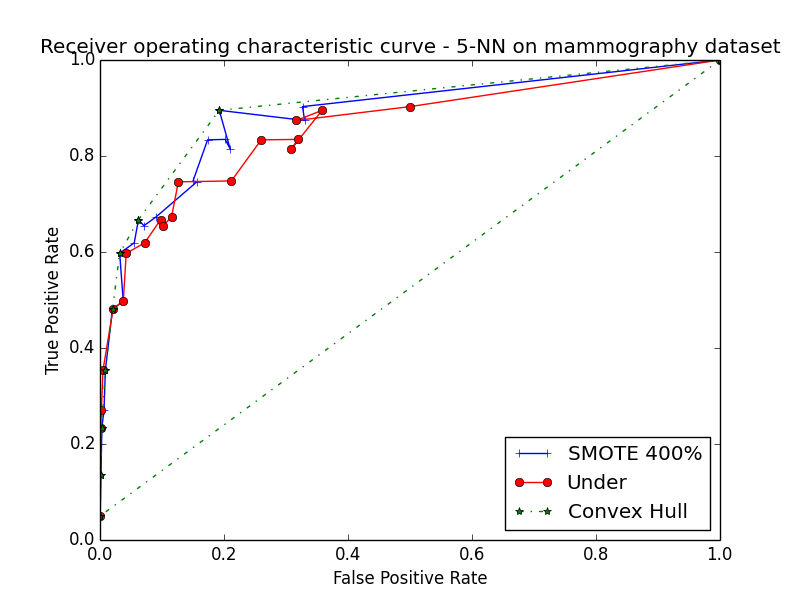 Receiver operating characteristic curve - 5-NN on mammography dataset
1.0
0.8
0.6
0.4
0.2
0.0
True Positive Rate
SMOTE 400%
Under
Convex Hull
0.0 0.2 0.4 0.6 0.8 1.0
False Positive Rate